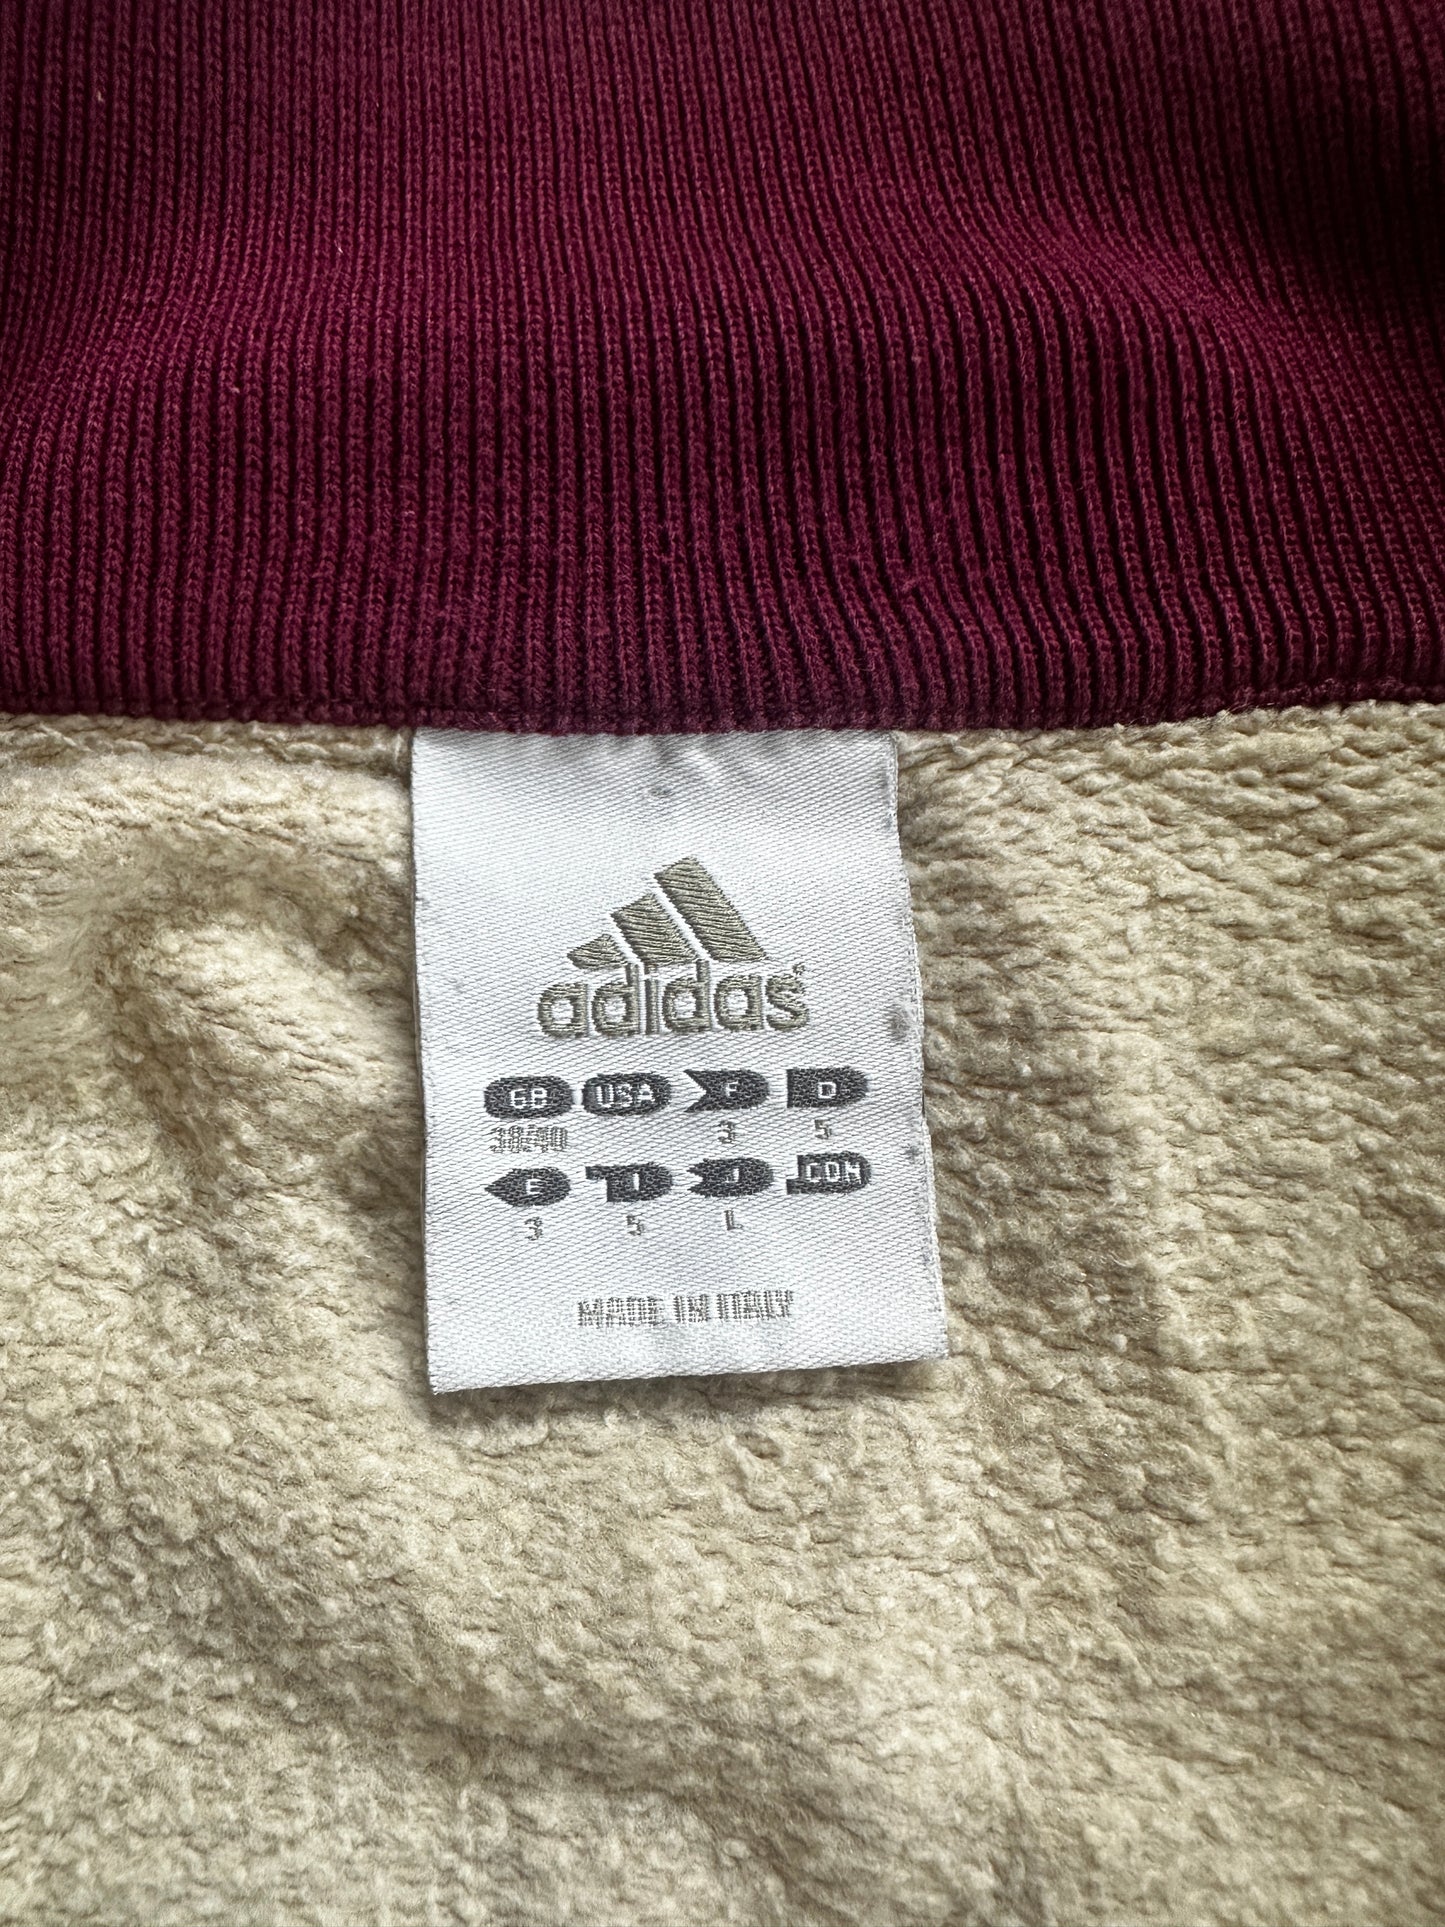 adidas®
GB USA F D
38/40 3 5
E I J .COM
3 5 L
MADE IN ITALY